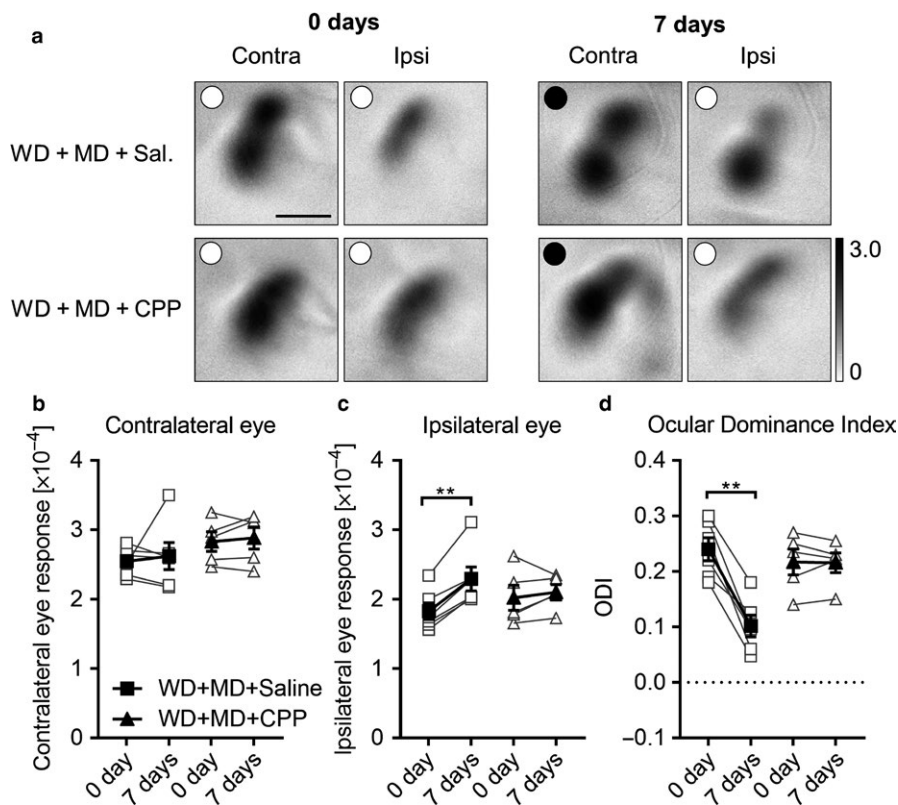 a
0 days 7 days
Contra Ipsi Contra Ipsi
WD + MD + Sal.
WD + MD + CPP
3.0
0
b Contralateral eye
Contralateral eye response [×10⁻⁴]
4
3
2
1
0
WD+MD+Saline
WD+MD+CPP
0 day 7 days 0 day 7 days
c Ipsilateral eye
Ipsilateral eye response [×10⁻⁴]
4
3
2
1
0
**
0 day 7 days 0 day 7 days
d Ocular Dominance Index
ODI
0.4
0.3
0.2
0.1
0.0
−0.1
**
0 day 7 days 0 day 7 days